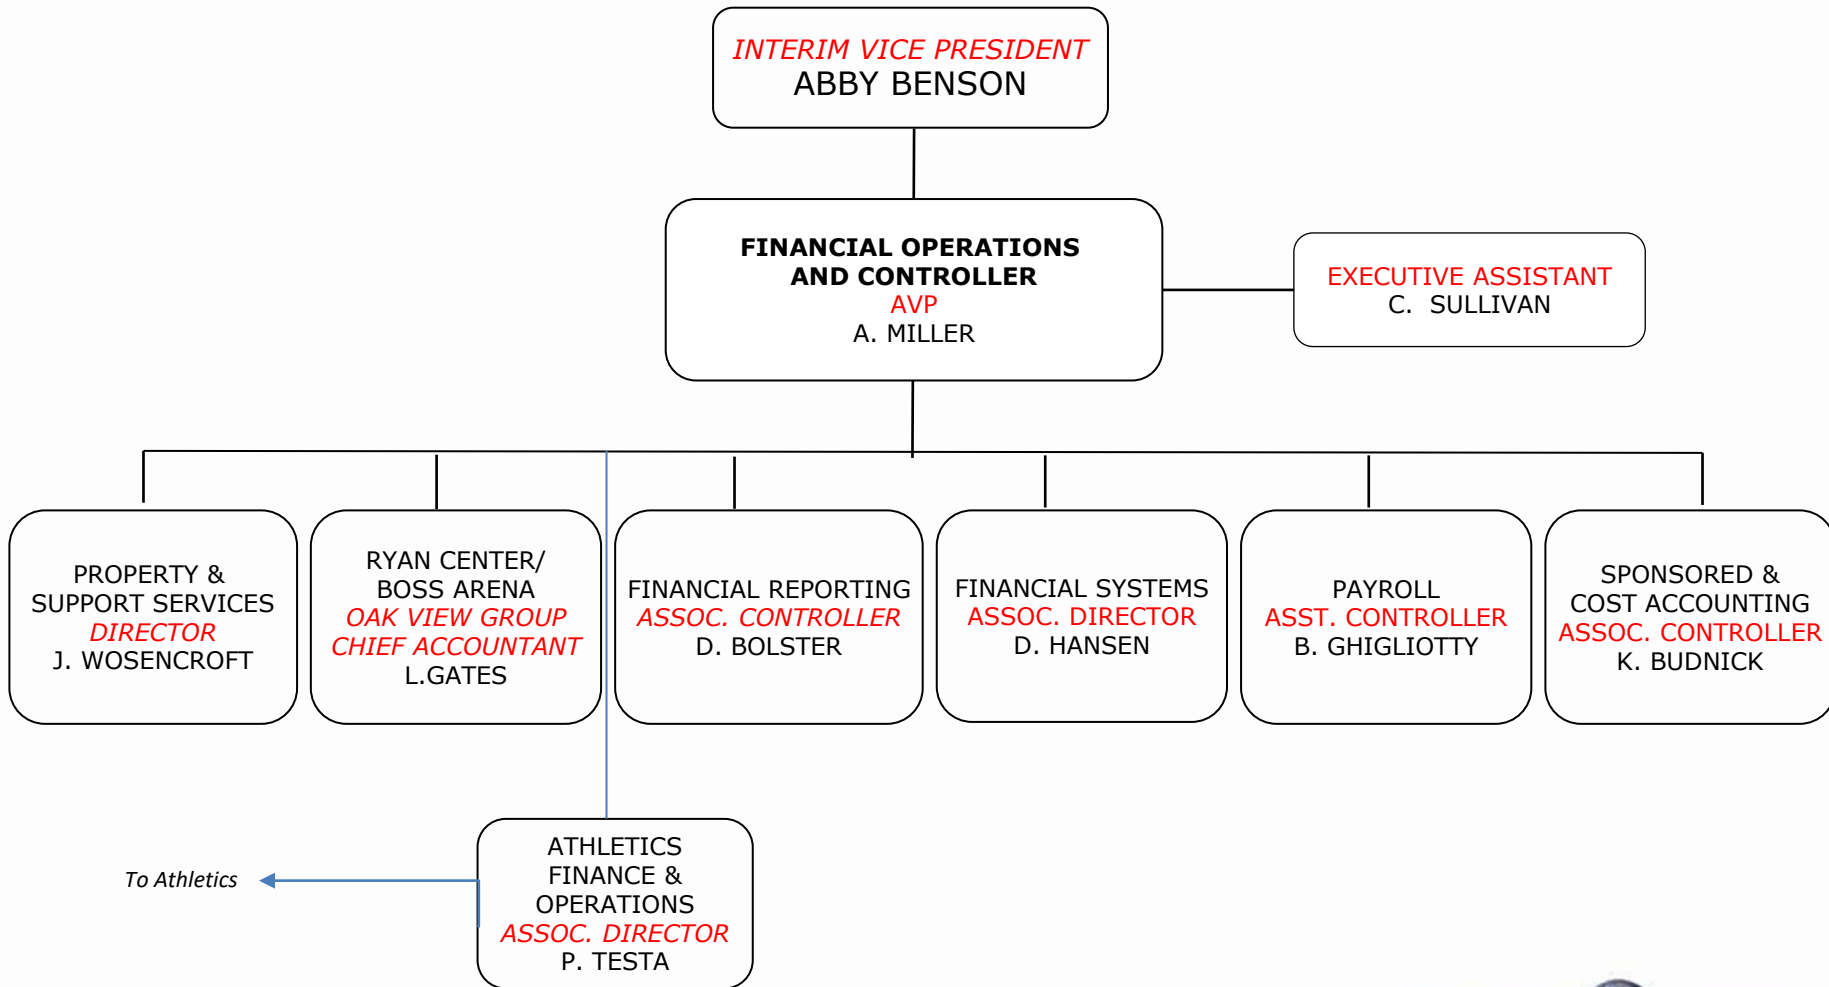 INTERIM VICE PRESIDENT
ABBY BENSON
FINANCIAL OPERATIONS
AND CONTROLLER
AVP
A. MILLER
EXECUTIVE ASSISTANT
C. SULLIVAN
PROPERTY &
SUPPORT SERVICES
DIRECTOR
J. WOSENCROFT
RYAN CENTER/
BOSS ARENA
OAK VIEW GROUP
CHIEF ACCOUNTANT
L.GATES
FINANCIAL REPORTING
ASSOC. CONTROLLER
D. BOLSTER
FINANCIAL SYSTEMS
ASSOC. DIRECTOR
D. HANSEN
PAYROLL
ASST. CONTROLLER
B. GHIGLIOTTY
SPONSORED &
COST ACCOUNTING
ASSOC. CONTROLLER
K. BUDNICK
To Athletics
ATHLETICS
FINANCE &
OPERATIONS
ASSOC. DIRECTOR
P. TESTA